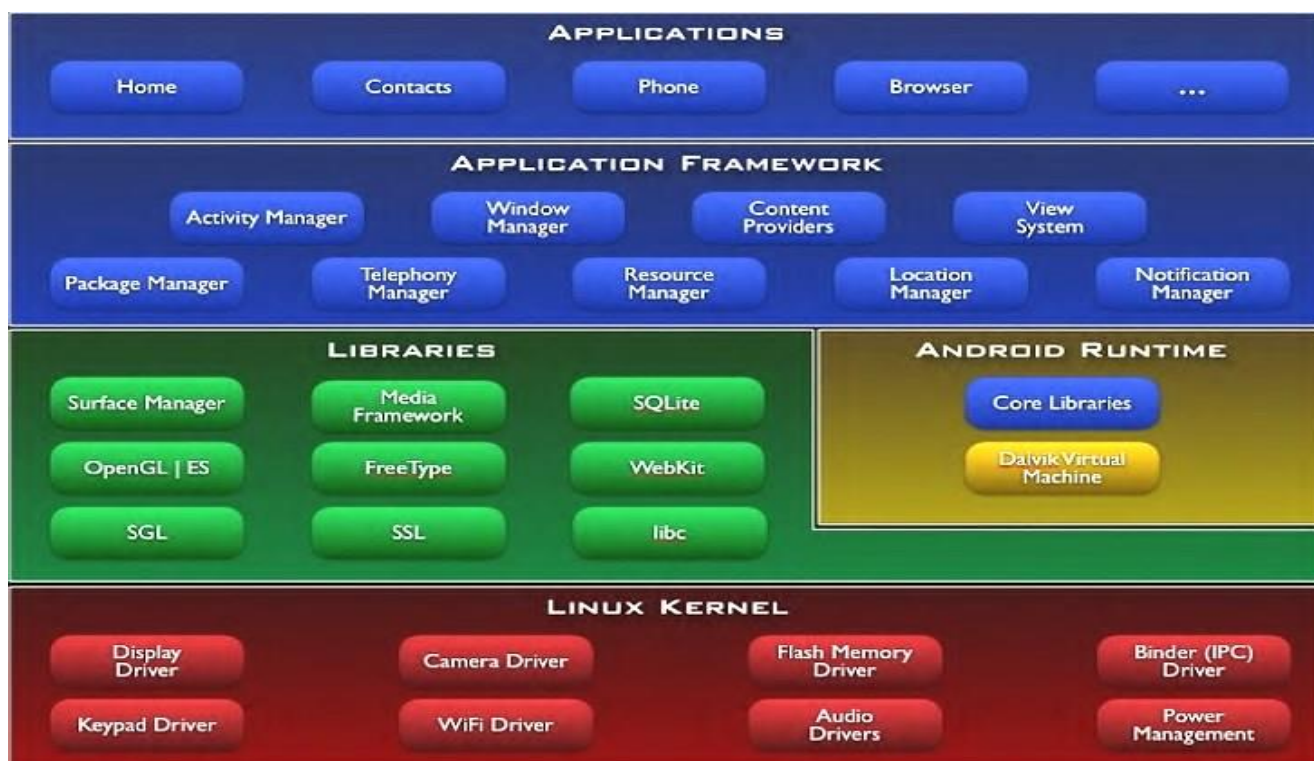 APPLICATIONS
Home
Contacts
Phone
Browser
...
APPLICATION FRAMEWORK
Activity Manager
Window
Manager
Content
Providers
View
System
Package Manager
Telephony
Manager
Resource
Manager
Location
Manager
Notification
Manager
LIBRARIES
Surface Manager
Media
Framework
SQLite
OpenGL | ES
FreeType
WebKit
SGL
SSL
libc
ANDROID RUNTIME
Core Libraries
Dalvik Virtual
Machine
LINUX KERNEL
Display
Driver
Camera Driver
Flash Memory
Driver
Binder (IPC)
Driver
Keypad Driver
WiFi Driver
Audio
Drivers
Power
Management